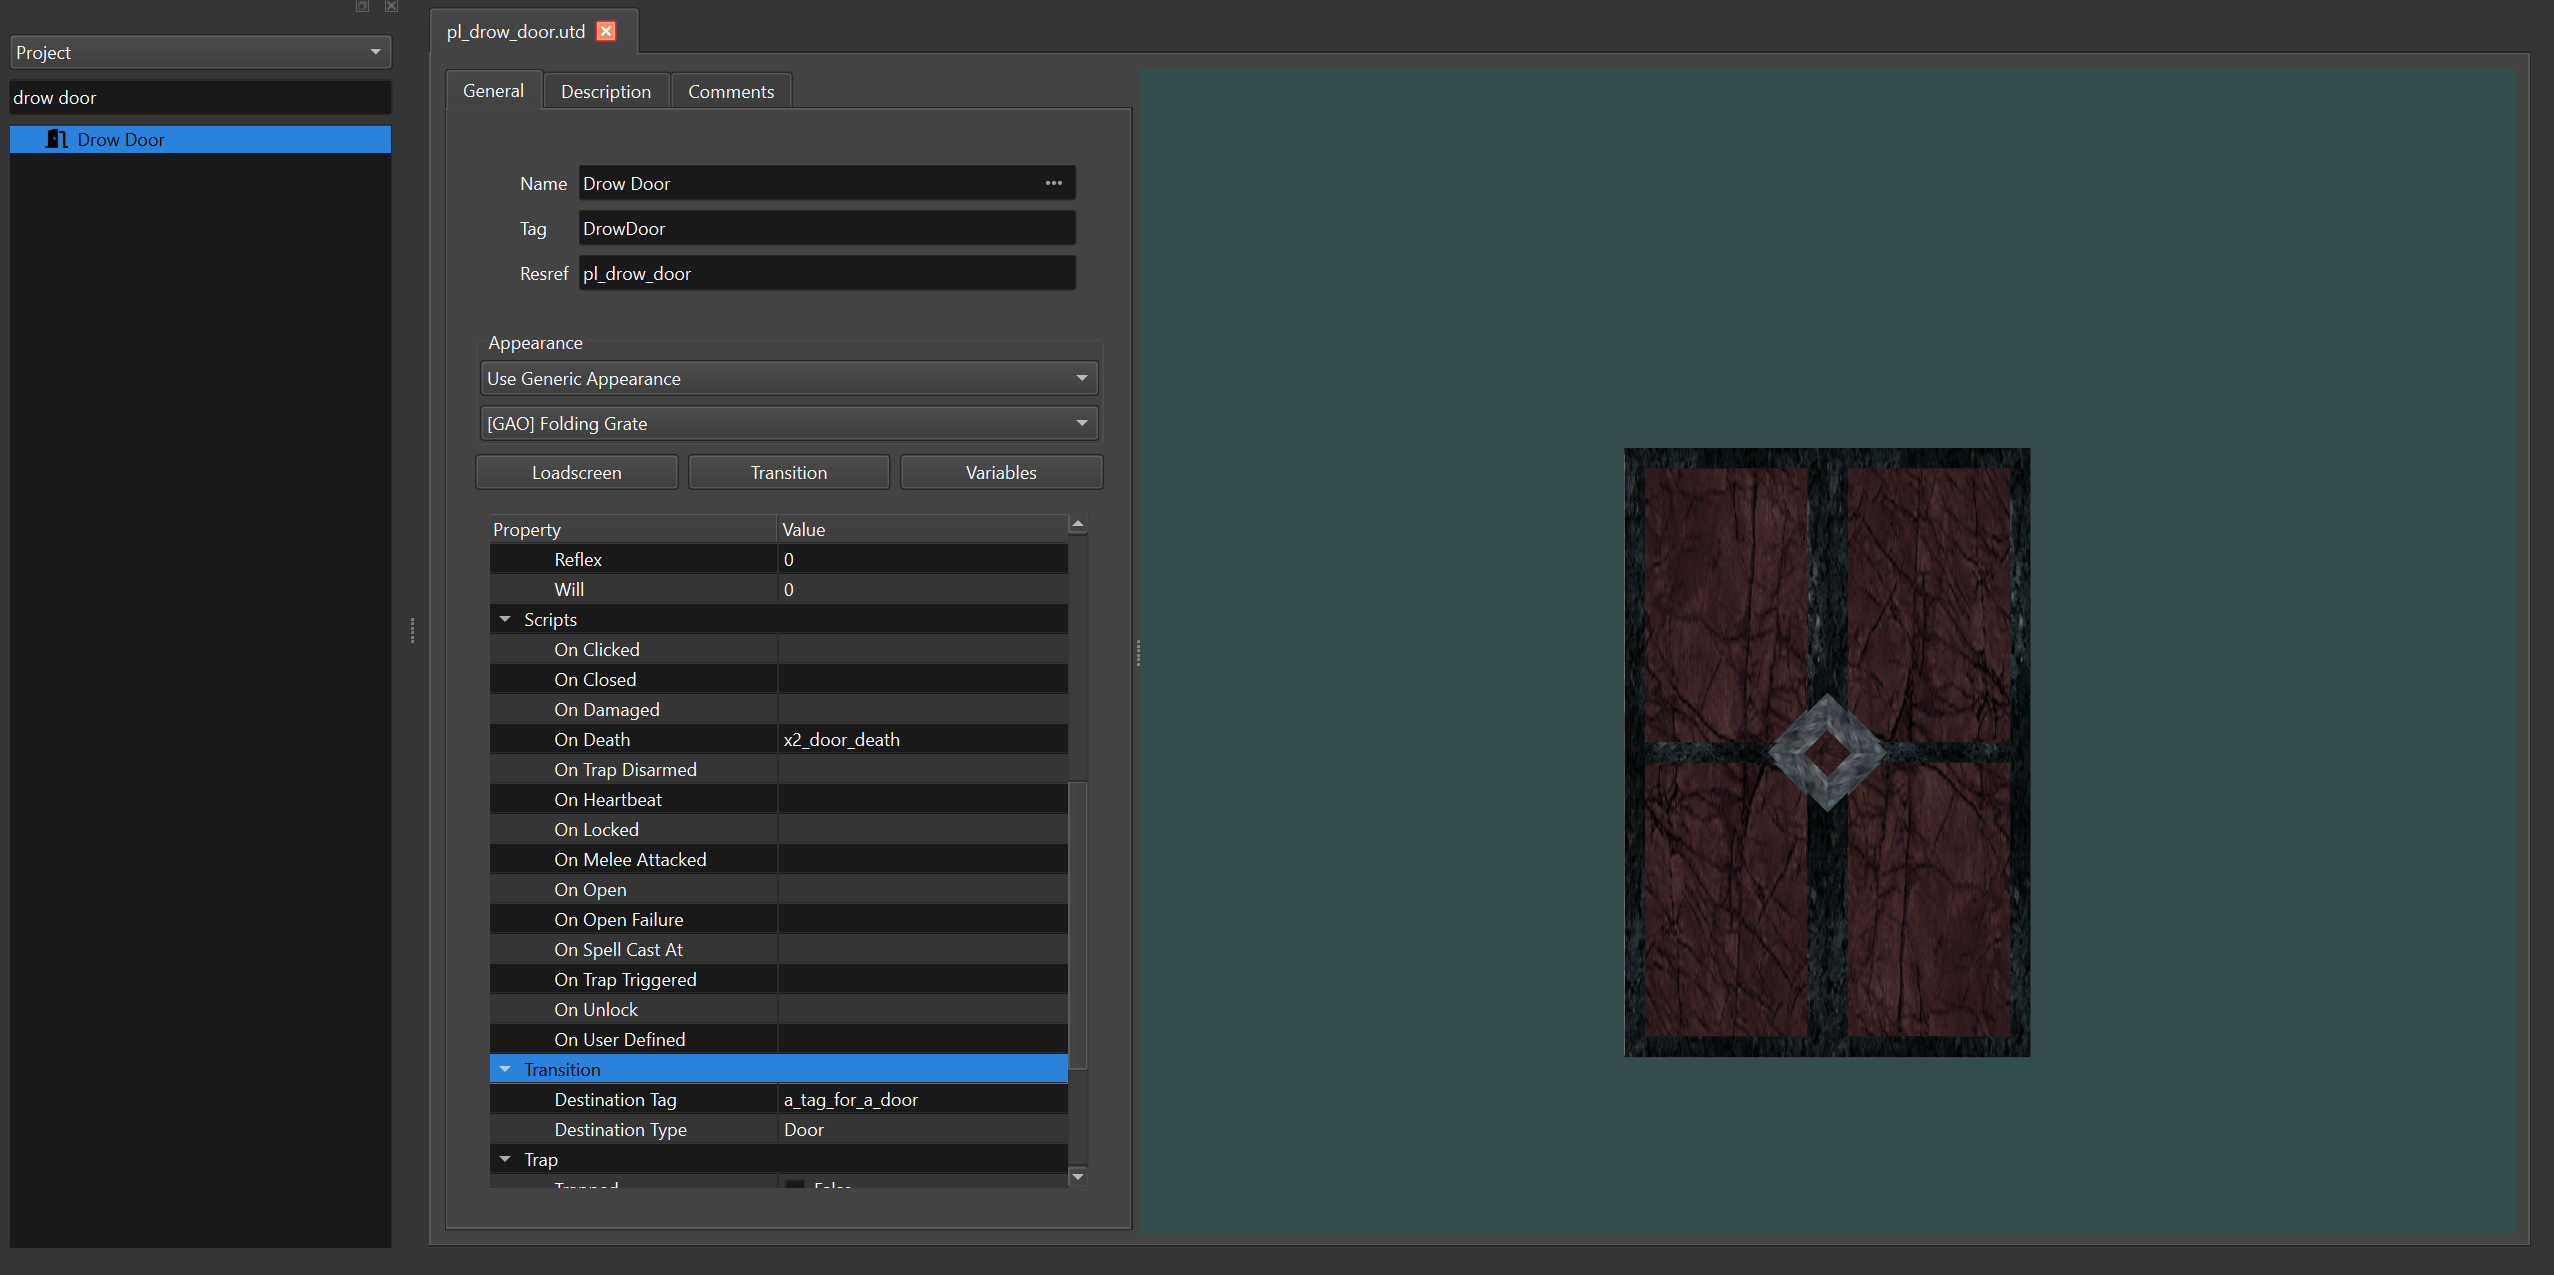 Project
drow door
Drow Door
pl_drow_door.utd
General Description Comments
Name Drow Door
Tag DrowDoor
Resref pl_drow_door
Appearance
Use Generic Appearance
[GAO] Folding Grate
Loadscreen Transition Variables
Property Value
Reflex 0
Will 0
Scripts
On Clicked
On Closed
On Damaged
On Death x2_door_death
On Trap Disarmed
On Heartbeat
On Locked
On Melee Attacked
On Open
On Open Failure
On Spell Cast At
On Trap Triggered
On Unlock
On User Defined
Transition
Destination Tag a_tag_for_a_door
Destination Type Door
Trap
Trapped False